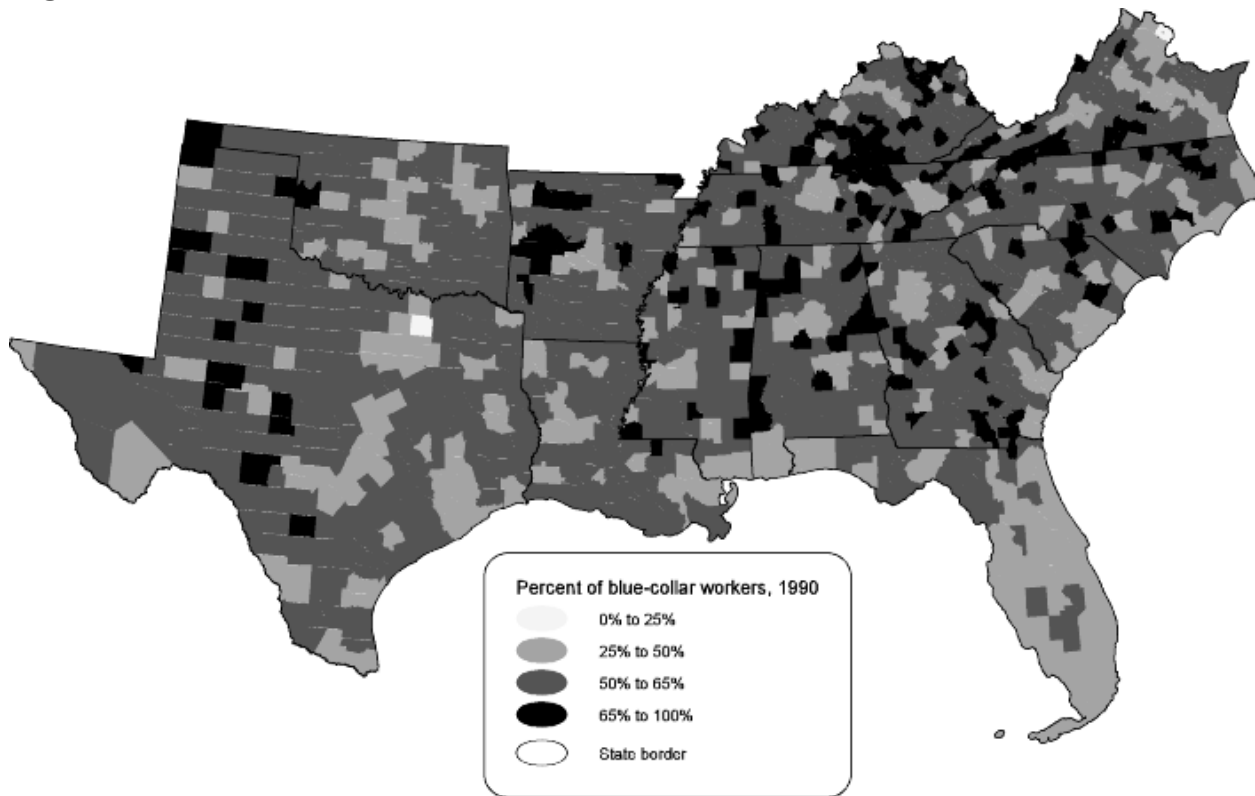 Percent of blue-collar workers, 1990
0% to 25%
25% to 50%
50% to 65%
65% to 100%
State border